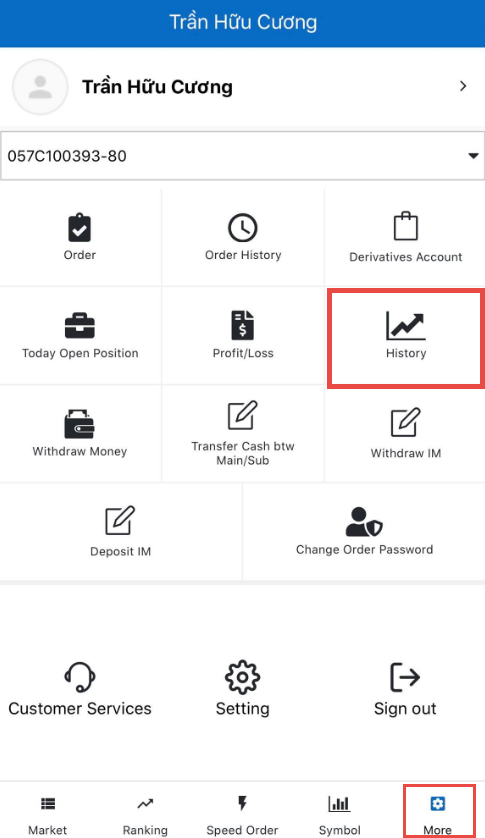 Trần Hữu Cương
Trần Hữu Cương
057C100393-80
Order
Order History
Derivatives Account
Today Open Position
Profit/Loss
History
Withdraw Money
Transfer Cash btw
Main/Sub
Withdraw IM
Deposit IM
Change Order Password
Customer Services
Setting
Sign out
Market
Ranking
Speed Order
Symbol
More